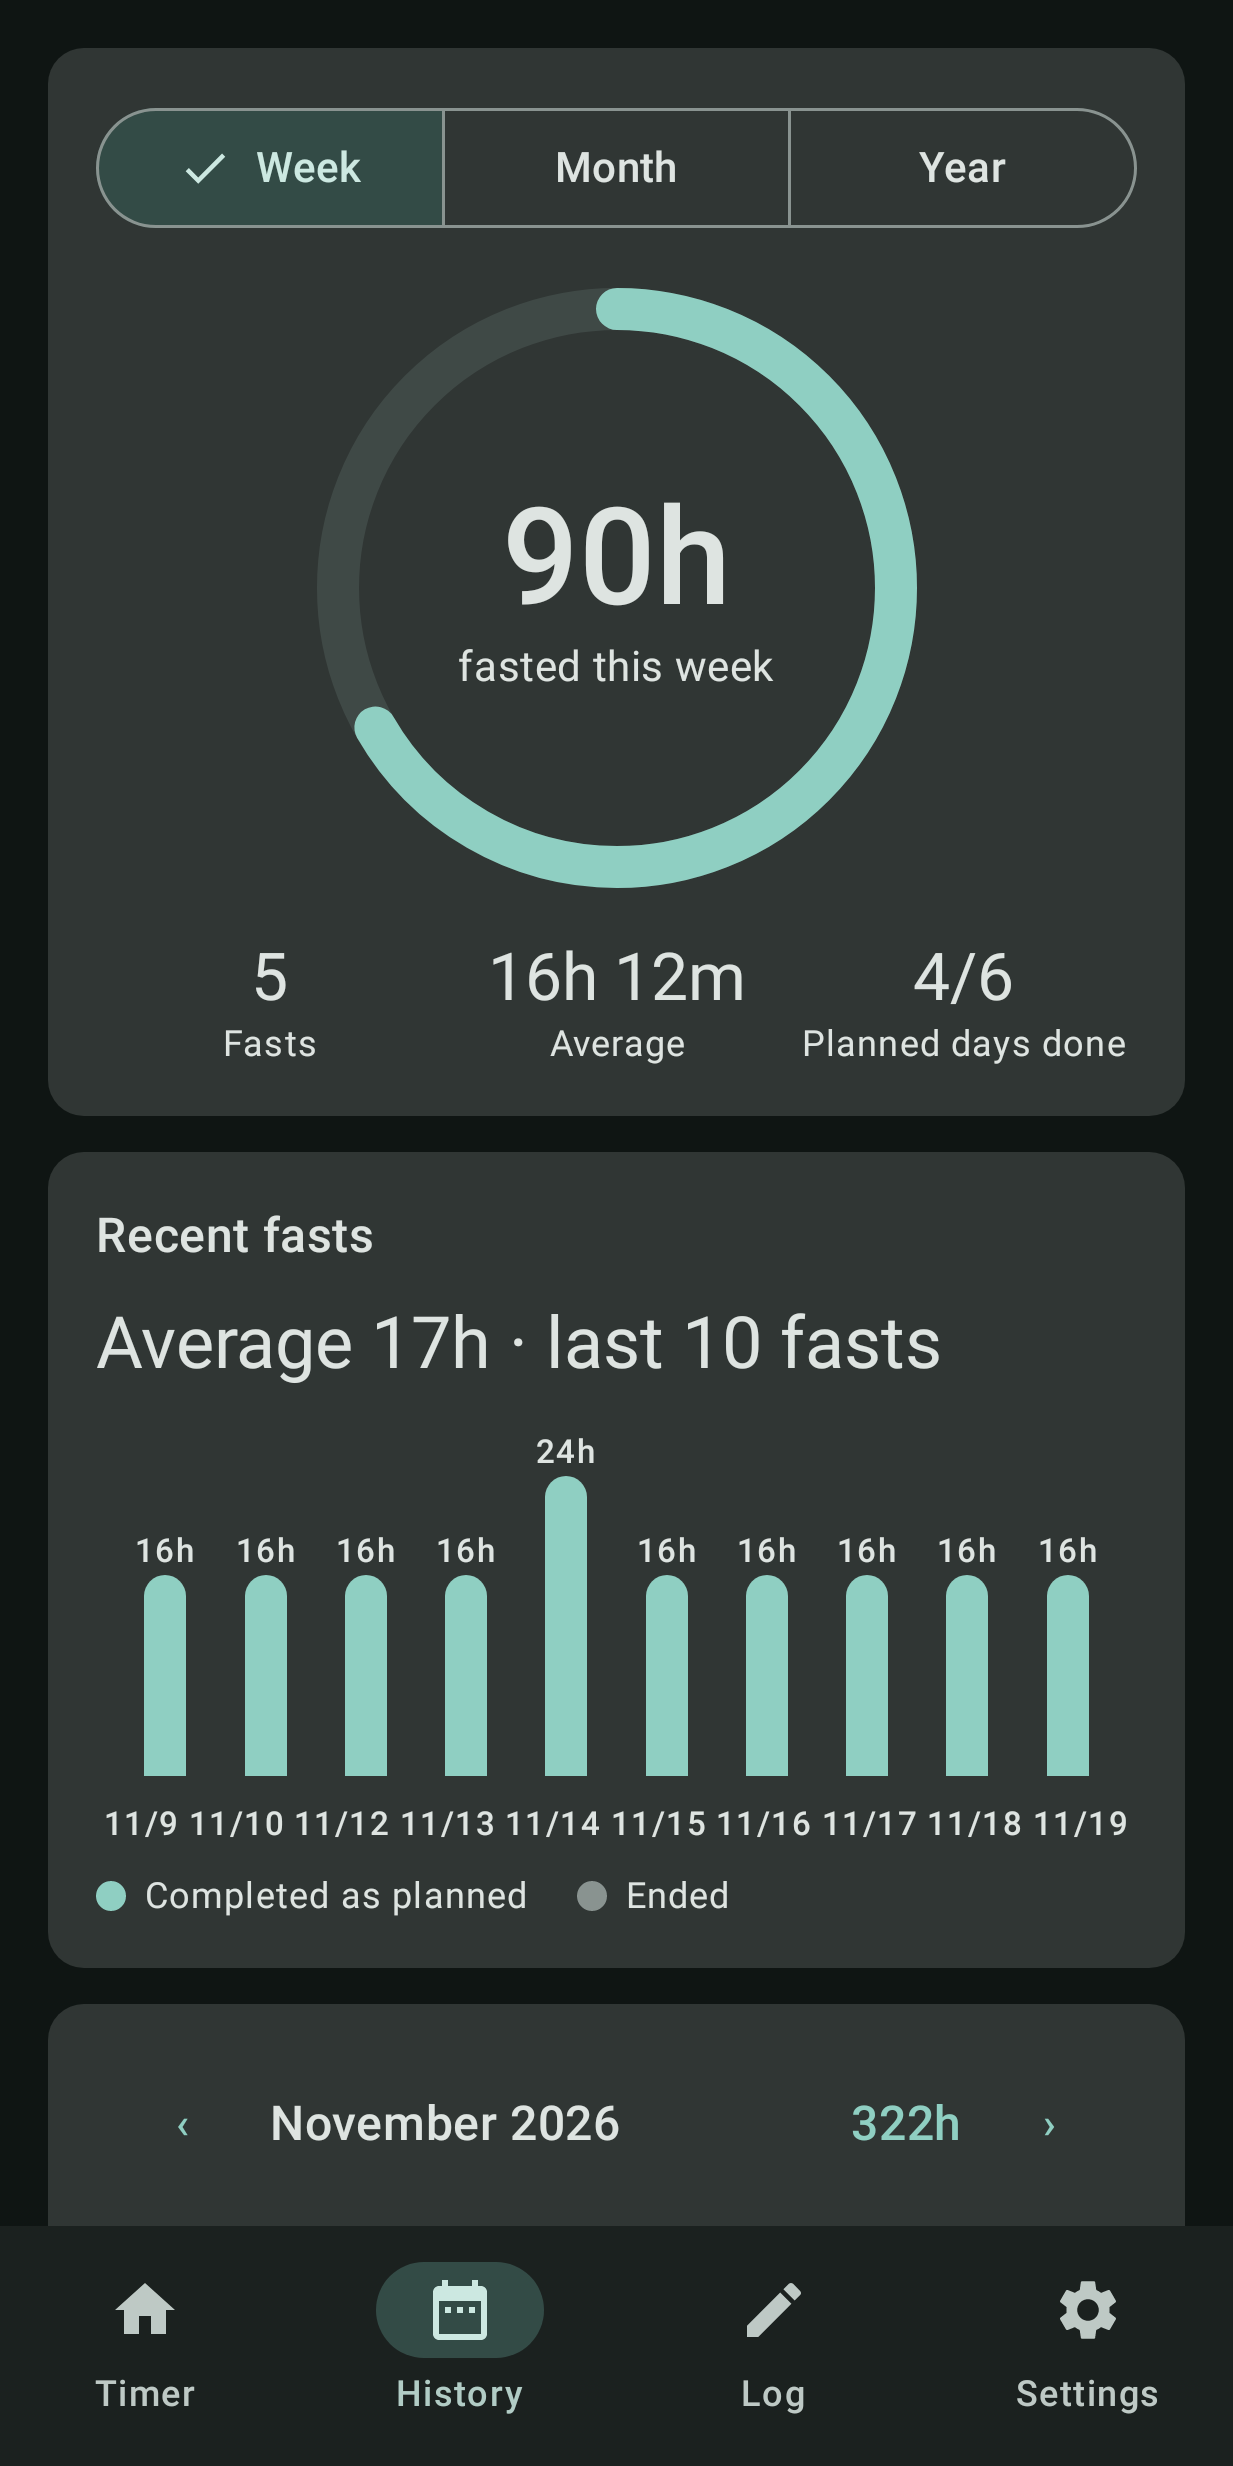 Week Month Year
90h
fasted this week
5 16h 12m 4/6
Fasts Average Planned days done
Recent fasts
Average 17h · last 10 fasts
24h
16h 16h 16h 16h 16h 16h 16h 16h 16h
11/9 11/10 11/12 11/13 11/14 11/15 11/16 11/17 11/18 11/19
Completed as planned Ended
‹ November 2026 322h ›
Timer History Log Settings